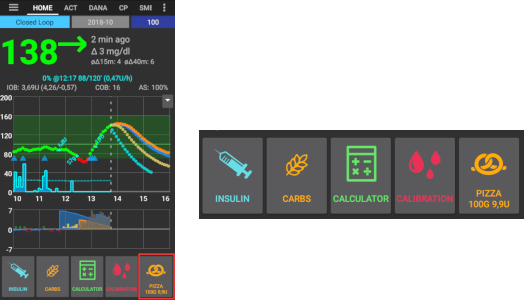 HOME ACT DANA CP SMI
Closed Loop 2018-10 100
138
2 min ago
Δ 3 mg/dl
øΔ15m: 4 øΔ40m: 6
0% @12:17 88/120' (0,47U/h)
IOB: 3,69U (4,26/-0,57) COB: 16 AS: 100%
200
160
120
80
40
0
10 11 12 13 14 15 16
7
0
-7
INSULIN CARBS CALCULATOR CALIBRATION PIZZA
100G 9,9U
INSULIN CARBS CALCULATOR CALIBRATION PIZZA
100G 9,9U